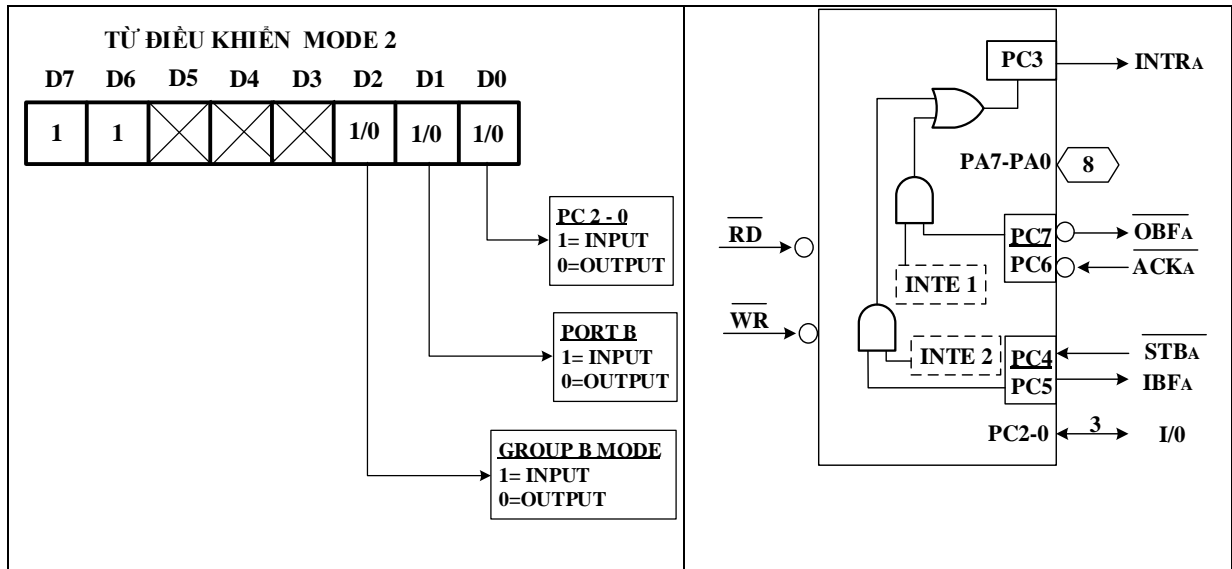 TỪ ĐIỀU KHIỂN MODE 2
D7 D6 D5 D4 D3 D2 D1 D0
1 1 1/0 1/0 1/0
PC 2 - 0
1= INPUT
0=OUTPUT
PORT B
1= INPUT
0=OUTPUT
GROUP B MODE
1= INPUT
0=OUTPUT
PC3 INTRA
PA7-PA0 8
RD
PC7 OBFA
PC6 ACKA
INTE 1
WR
INTE 2 PC4 STBA
PC5 IBFA
PC2-0 3 I/0